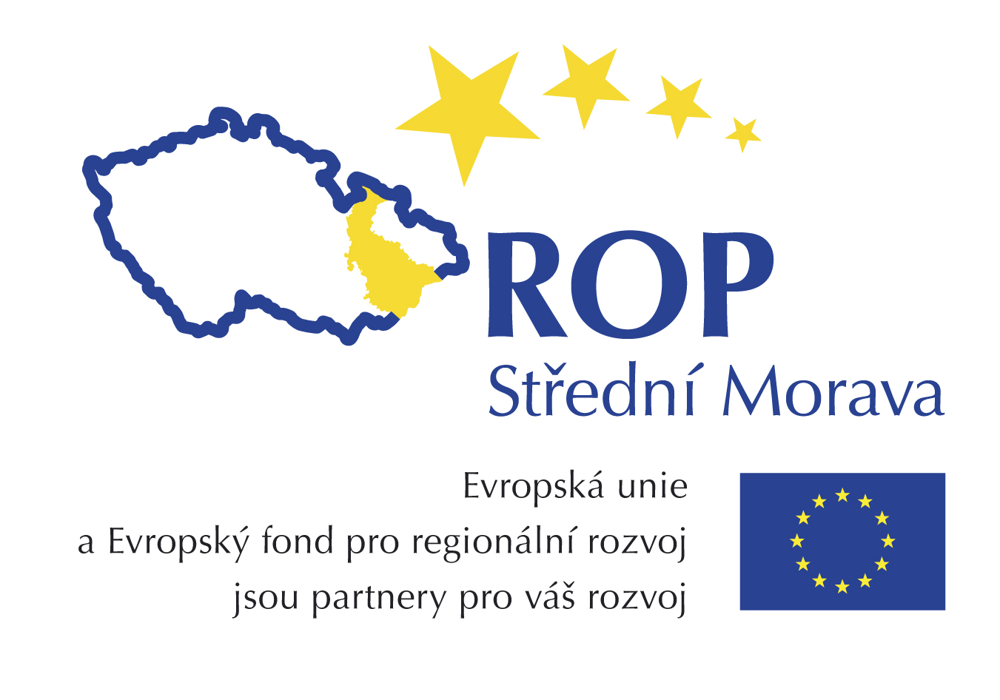 ROP
Střední Morava
Evropská unie
a Evropský fond pro regionální rozvoj
jsou partnery pro váš rozvoj